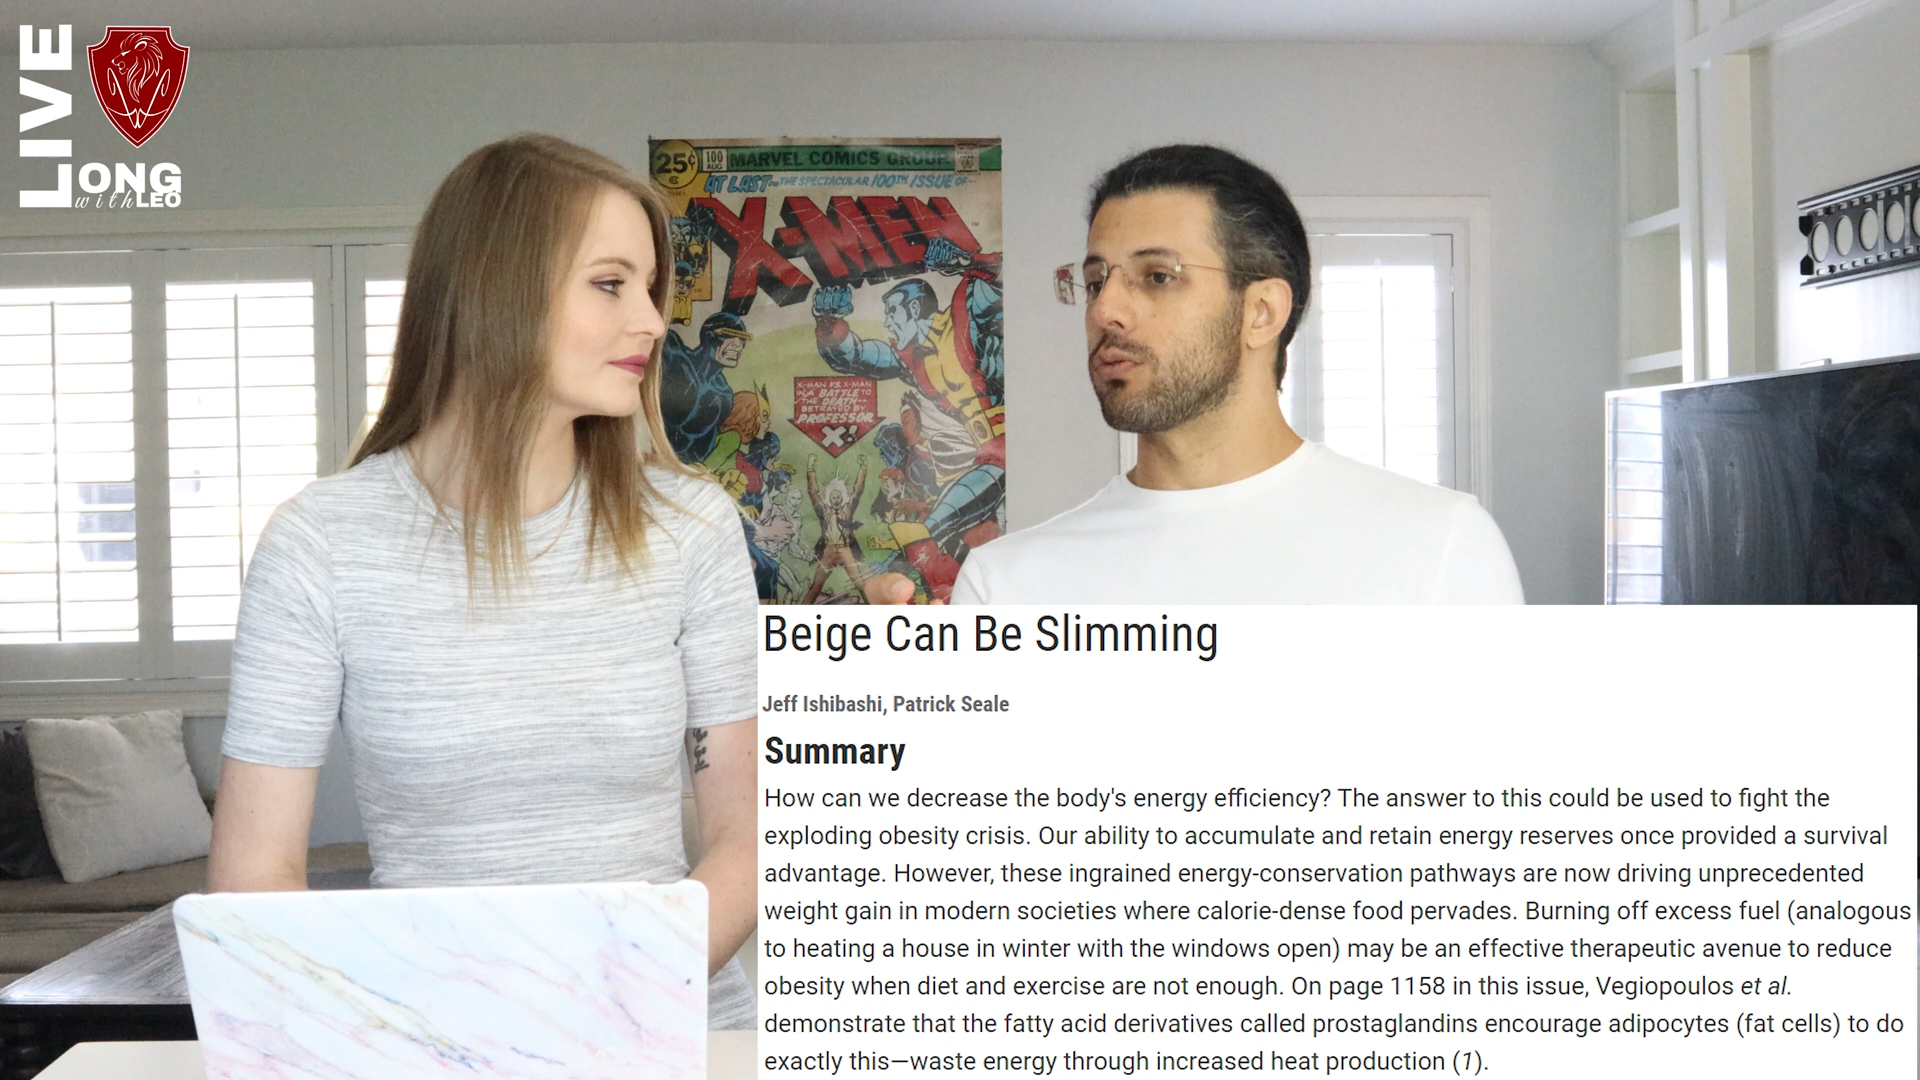 LIVE
LONG
with LEO
25¢
100
AUG
MARVEL COMICS GROUP
AT LAST--THE SPECTACULAR 100TH ISSUE OF--
X-MEN
X-MAN VS X-MAN
IN A BATTLE TO
THE DEATH--
BETRAYED BY
PROFESSOR
X!
Beige Can Be Slimming
Jeff Ishibashi, Patrick Seale
Summary
How can we decrease the body's energy efficiency? The answer to this could be used to fight the
exploding obesity crisis. Our ability to accumulate and retain energy reserves once provided a survival
advantage. However, these ingrained energy-conservation pathways are now driving unprecedented
weight gain in modern societies where calorie-dense food pervades. Burning off excess fuel (analogous
to heating a house in winter with the windows open) may be an effective therapeutic avenue to reduce
obesity when diet and exercise are not enough. On page 1158 in this issue, Vegiopoulos et al.
demonstrate that the fatty acid derivatives called prostaglandins encourage adipocytes (fat cells) to do
exactly this—waste energy through increased heat production (1).